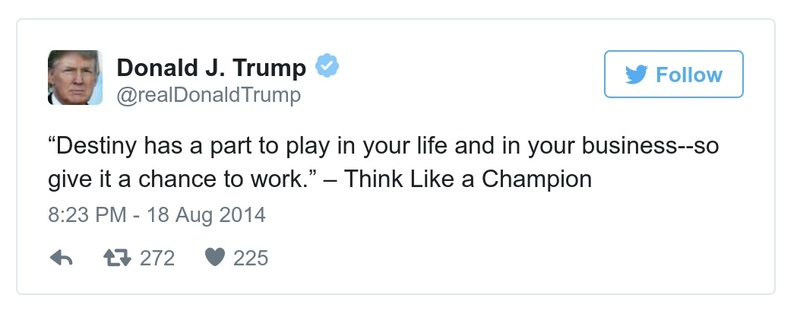 Donald J. Trump
@realDonaldTrump
Follow
“Destiny has a part to play in your life and in your business--so
give it a chance to work.” – Think Like a Champion
8:23 PM - 18 Aug 2014
272 225